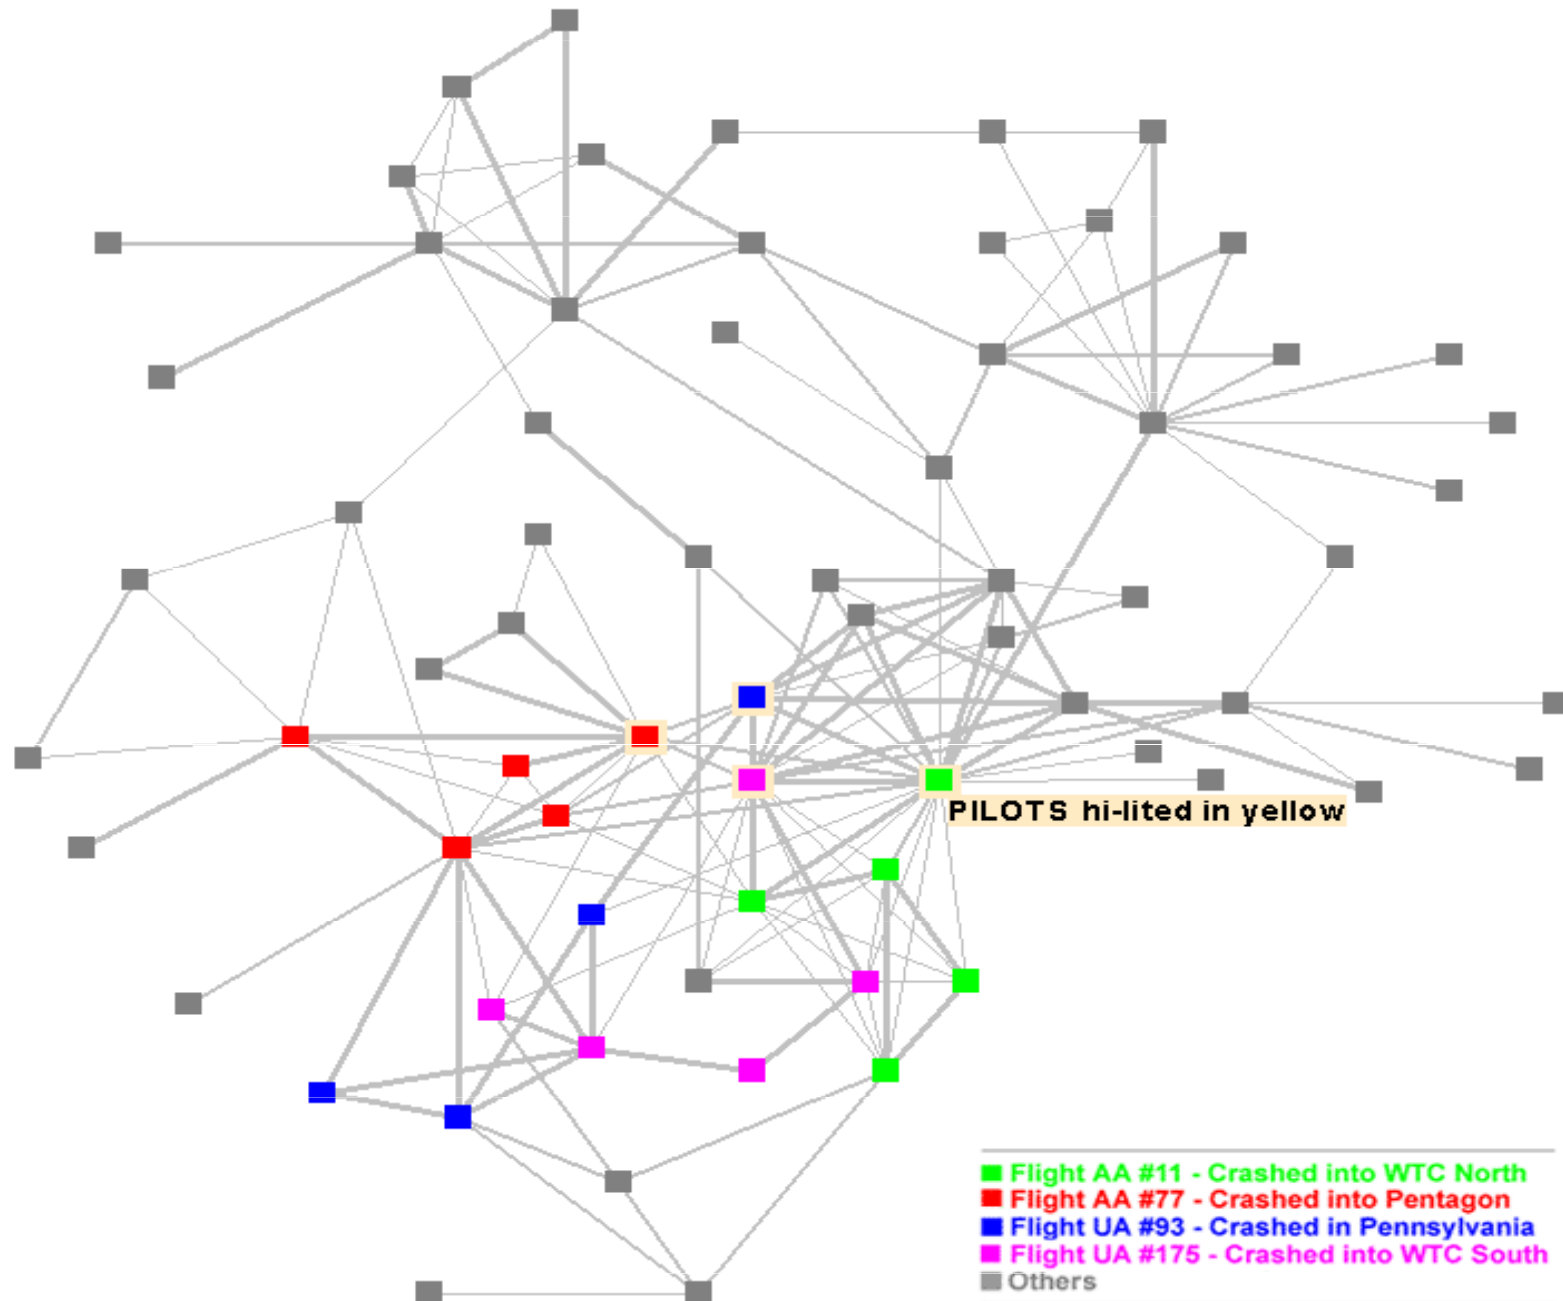 PILOTS hi-lited in yellow
Flight AA #11 - Crashed into WTC North
Flight AA #77 - Crashed into Pentagon
Flight UA #93 - Crashed in Pennsylvania
Flight UA #175 - Crashed into WTC South
Others